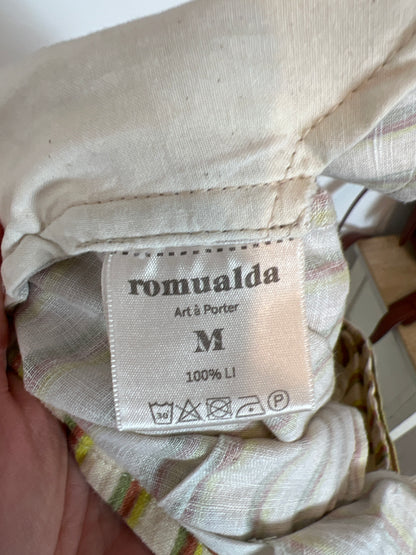 romualda
Art à Porter
M
100% LI
30 P